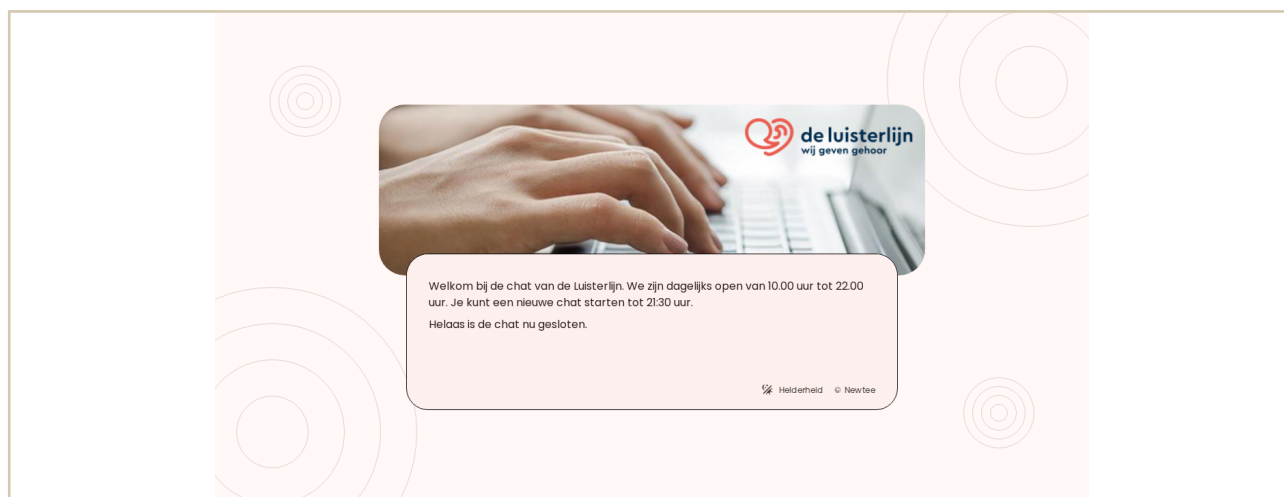 de luisterlijn
wij geven gehoor
Welkom bij de chat van de Luisterlijn. We zijn dagelijks open van 10.00 uur tot 22.00
uur. Je kunt een nieuwe chat starten tot 21:30 uur.
Helaas is de chat nu gesloten.
Helderheid © Newtee